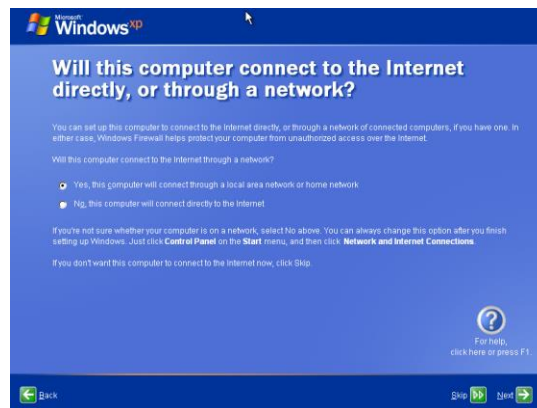 Microsoft
Windows xp
Will this computer connect to the Internet
directly, or through a network?
You can set up this computer to connect to the Internet directly, or through a network of connected computers, if you have one. In
either case, Windows Firewall helps protect your computer from unauthorized access over the Internet.
Will this computer connect to the Internet through a network?
Yes, this computer will connect through a local area network or home network
No, this computer will connect directly to the Internet
If you're not sure whether your computer is on a network, select No above. You can always change this option after you finish
setting up Windows. Just click Control Panel on the Start menu, and then click Network and Internet Connections.
If you don't want this computer to connect to the Internet now, click Skip.
?
For help,
click here or press F1.
Back
Skip
Next